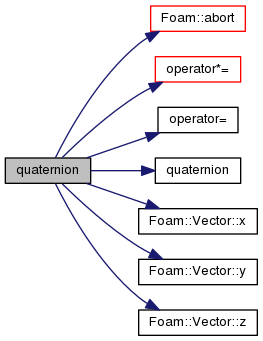 Foam::abort
operator*=
operator=
quaternion
quaternion
Foam::Vector::x
Foam::Vector::y
Foam::Vector::z